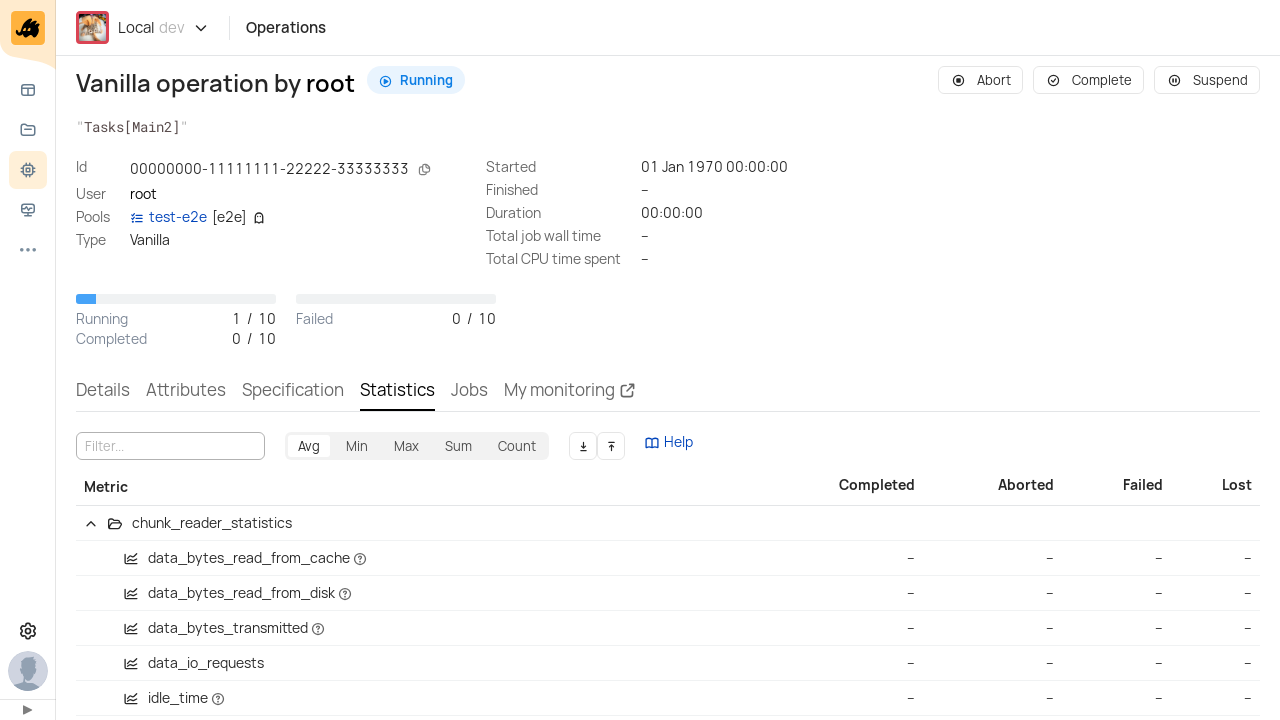 Local dev Operations
Vanilla operation by root Running Abort Complete Suspend
"Tasks[Main2]"
Id 00000000-11111111-22222-33333333 Started 01 Jan 1970 00:00:00
User root Finished –
Pools test-e2e [e2e] Duration 00:00:00
Type Vanilla Total job wall time –
Total CPU time spent –
Running 1 / 10 Failed 0 / 10
Completed 0 / 10
Details Attributes Specification Statistics Jobs My monitoring
Filter... Avg Min Max Sum Count Help
Metric Completed Aborted Failed Lost
chunk_reader_statistics
data_bytes_read_from_cache – – – –
data_bytes_read_from_disk – – – –
data_bytes_transmitted – – – –
data_io_requests – – – –
idle_time – – – –